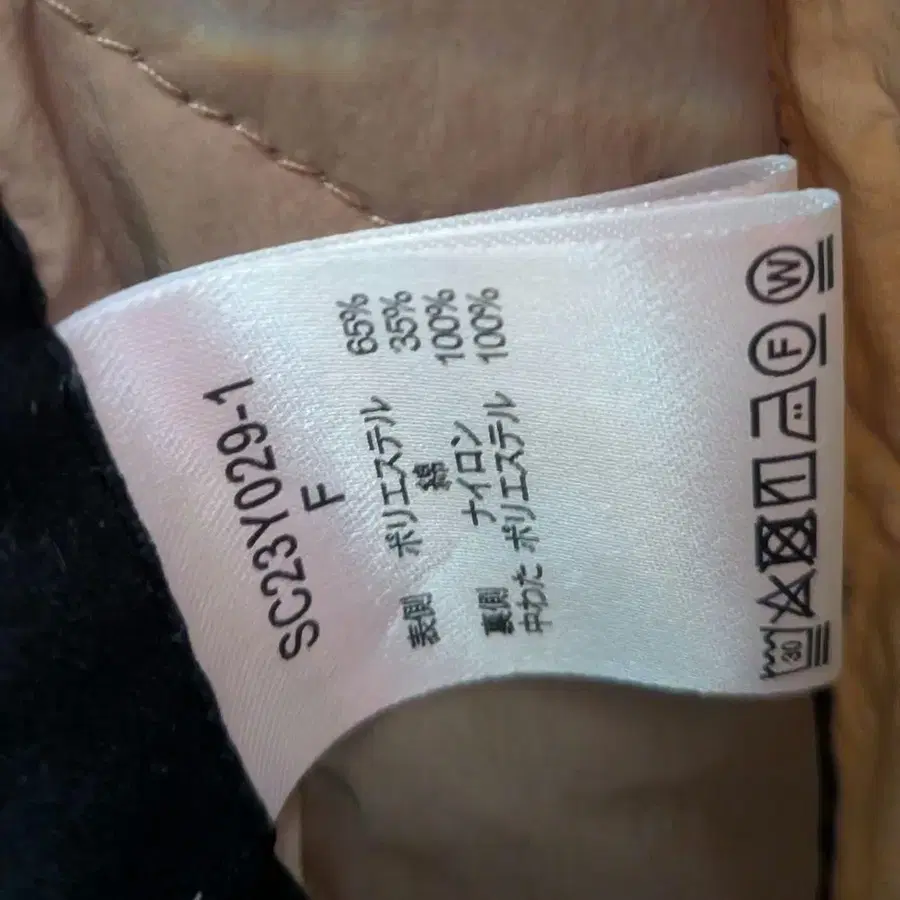 SC23Y029-1
F
表側 ポリエステル 65%
綿 35%
裏側 ナイロン 100%
中わた ポリエステル 100%
30 F W